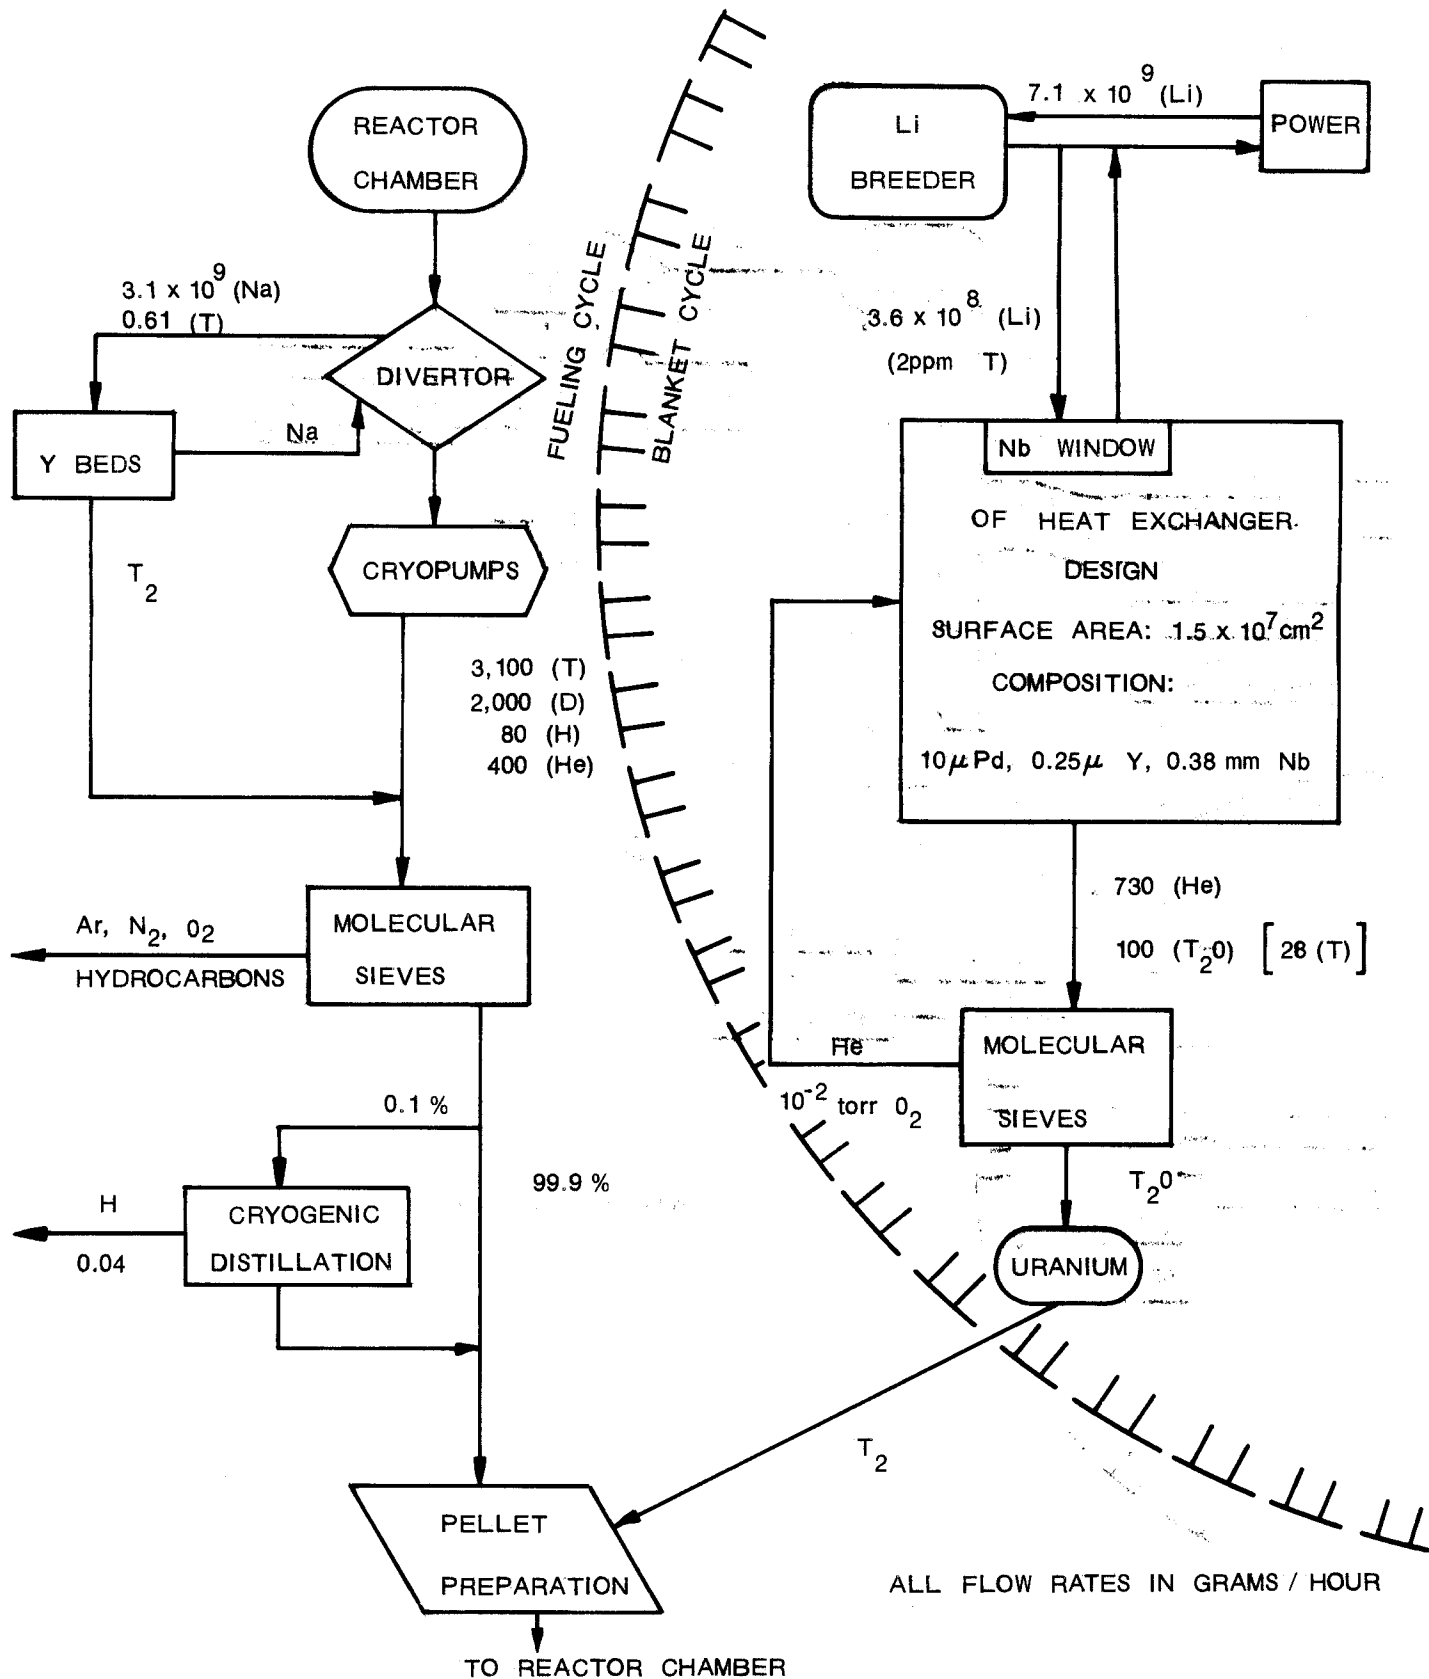 REACTOR
CHAMBER
3.1 x 10^9 (Na)
0.61 (T)
DIVERTOR
Na
Y BEDS
T2
CRYOPUMPS
3,100 (T)
2,000 (D)
80 (H)
400 (He)
MOLECULAR
SIEVES
Ar, N2, O2
HYDROCARBONS
0.1 %
99.9 %
CRYOGENIC
DISTILLATION
H
0.04
PELLET
PREPARATION
TO REACTOR CHAMBER
FUELING CYCLE
BLANKET CYCLE
Li
BREEDER
7.1 x 10^9 (Li)
POWER
3.6 x 10^8 (Li)
(2ppm T)
Nb WINDOW
OF HEAT EXCHANGER
DESIGN
SURFACE AREA: 1.5 x 10^7 cm^2
COMPOSITION:
10μ Pd, 0.25μ Y, 0.38 mm Nb
730 (He)
100 (T2O) [28 (T)]
MOLECULAR
SIEVES
He
10^-2 torr O2
T2O
URANIUM
T2
ALL FLOW RATES IN GRAMS / HOUR